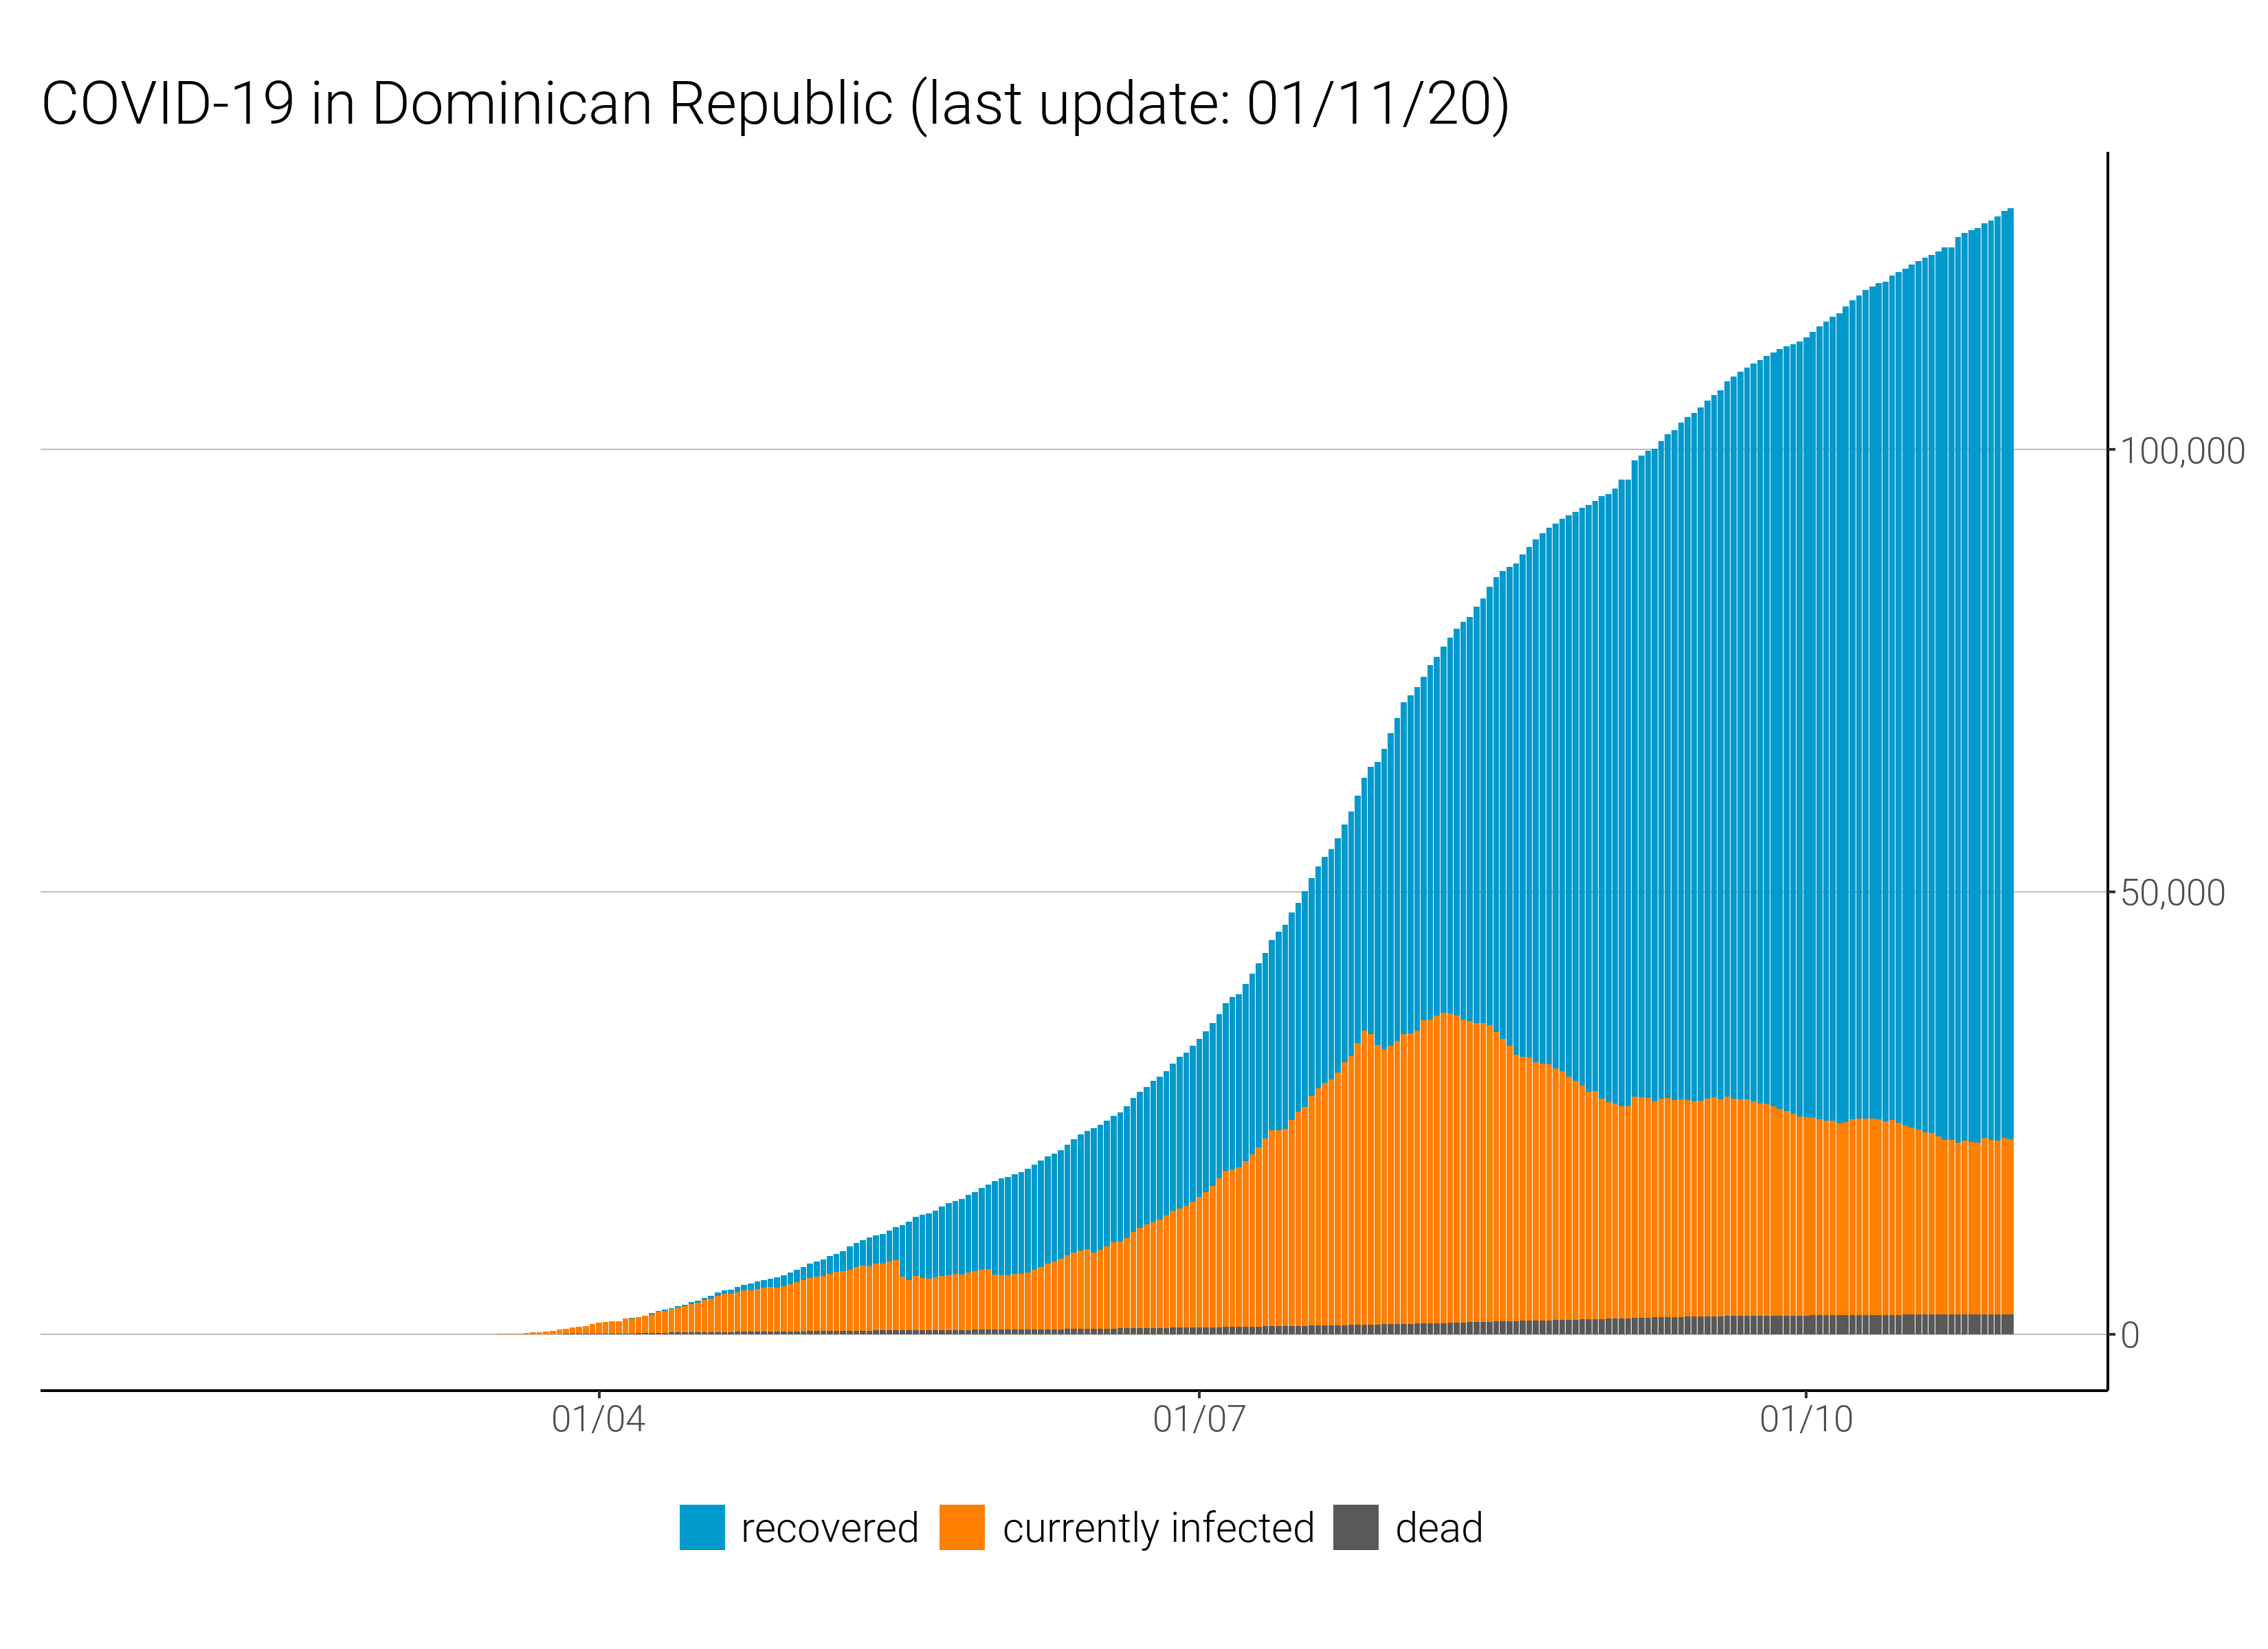 COVID-19 in Dominican Republic (last update: 01/11/20)
100,000
50,000
0
01/04 01/07 01/10
recovered currently infected dead